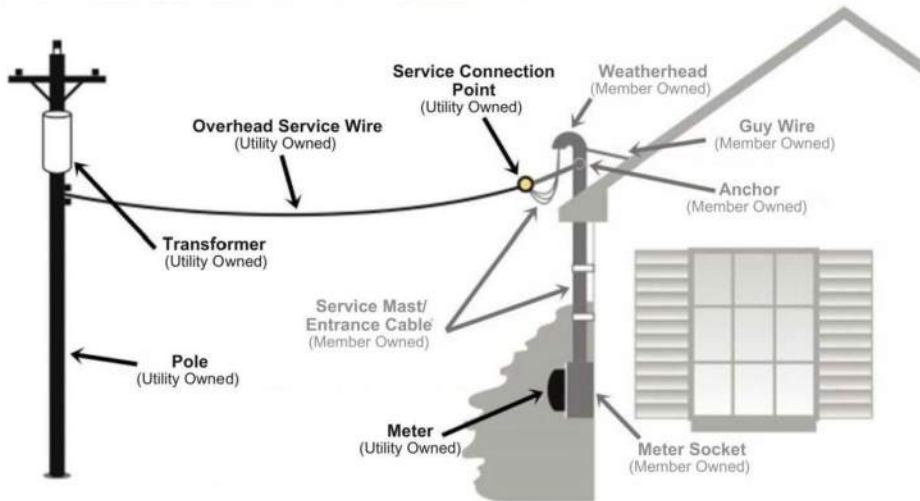 Service Connection
Point
(Utility Owned)
Weatherhead
(Member Owned)
Overhead Service Wire
(Utility Owned)
Guy Wire
(Member Owned)
Anchor
(Member Owned)
Transformer
(Utility Owned)
Service Mast/
Entrance Cable
(Member Owned)
Pole
(Utility Owned)
Meter
(Utility Owned)
Meter Socket
(Member Owned)